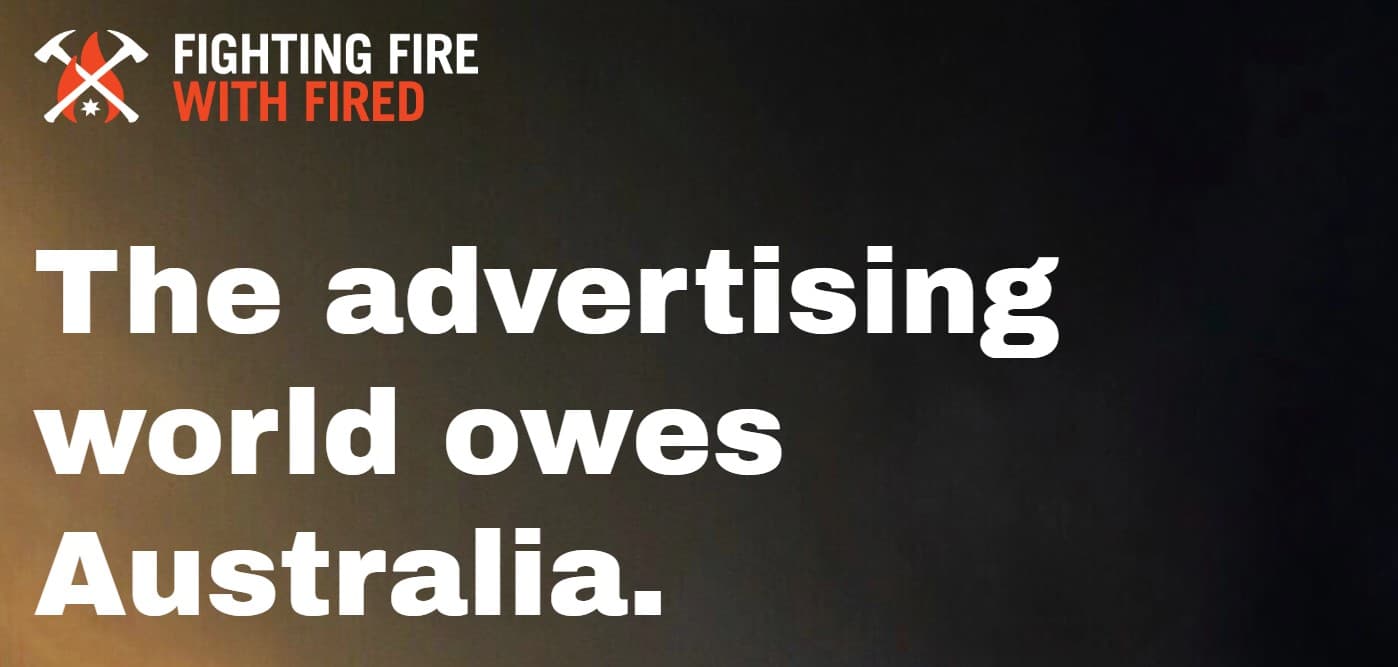 FIGHTING FIRE
WITH FIRED
The advertising
world owes
Australia.